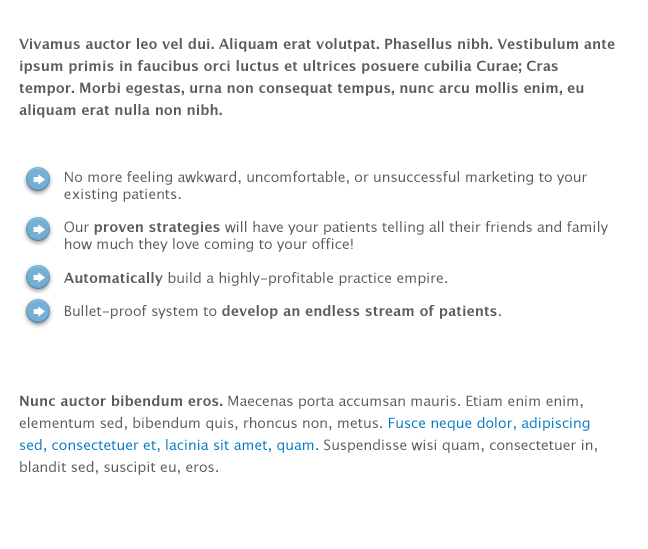 Vivamus auctor leo vel dui. Aliquam erat volutpat. Phasellus nibh. Vestibulum ante
ipsum primis in faucibus orci luctus et ultrices posuere cubilia Curae; Cras
tempor. Morbi egestas, urna non consequat tempus, nunc arcu mollis enim, eu
aliquam erat nulla non nibh.
No more feeling awkward, uncomfortable, or unsuccessful marketing to your
existing patients.
Our proven strategies will have your patients telling all their friends and family
how much they love coming to your office!
Automatically build a highly-profitable practice empire.
Bullet-proof system to develop an endless stream of patients.
Nunc auctor bibendum eros. Maecenas porta accumsan mauris. Etiam enim enim,
elementum sed, bibendum quis, rhoncus non, metus. Fusce neque dolor, adipiscing
sed, consectetuer et, lacinia sit amet, quam. Suspendisse wisi quam, consectetuer in,
blandit sed, suscipit eu, eros.